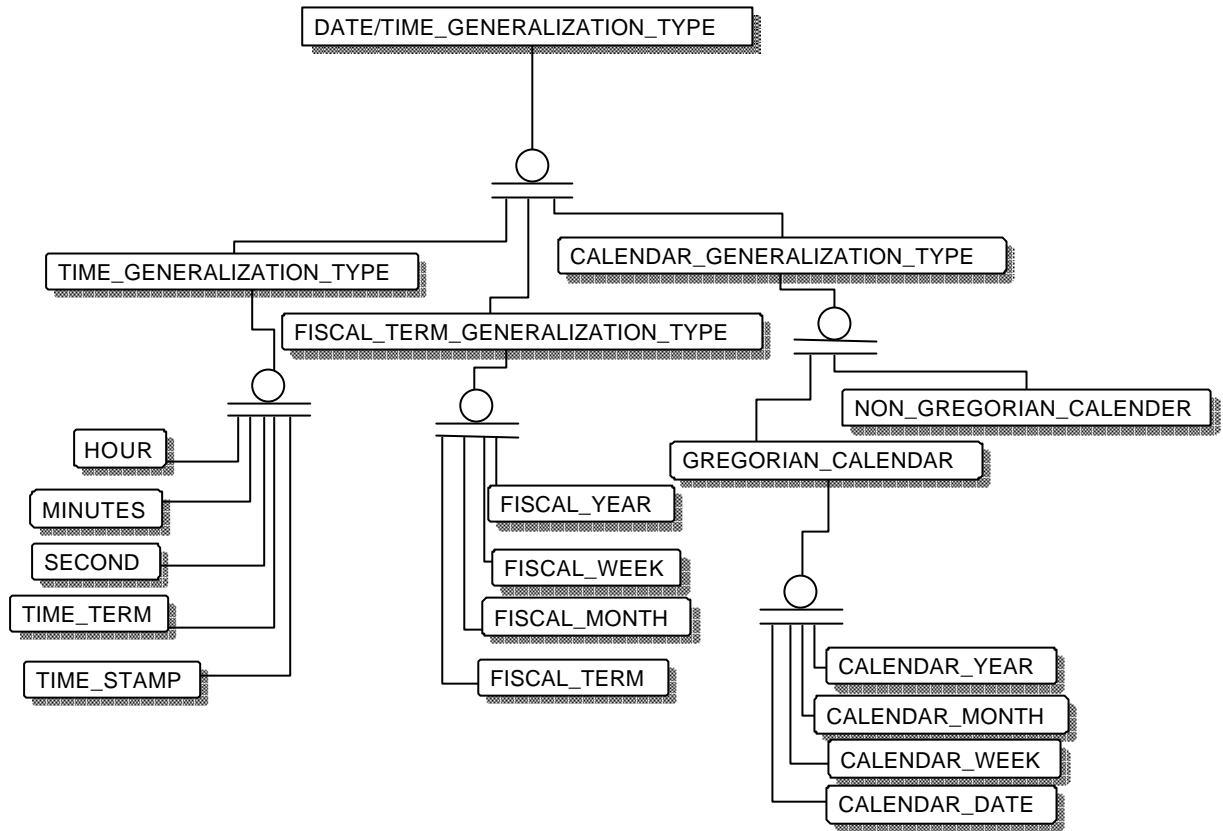 DATE/TIME_GENERALIZATION_TYPE
TIME_GENERALIZATION_TYPE
CALENDAR_GENERALIZATION_TYPE
FISCAL_TERM_GENERALIZATION_TYPE
NON_GREGORIAN_CALENDER
GREGORIAN_CALENDAR
HOUR
MINUTES
SECOND
TIME_TERM
TIME_STAMP
FISCAL_YEAR
FISCAL_WEEK
FISCAL_MONTH
FISCAL_TERM
CALENDAR_YEAR
CALENDAR_MONTH
CALENDAR_WEEK
CALENDAR_DATE